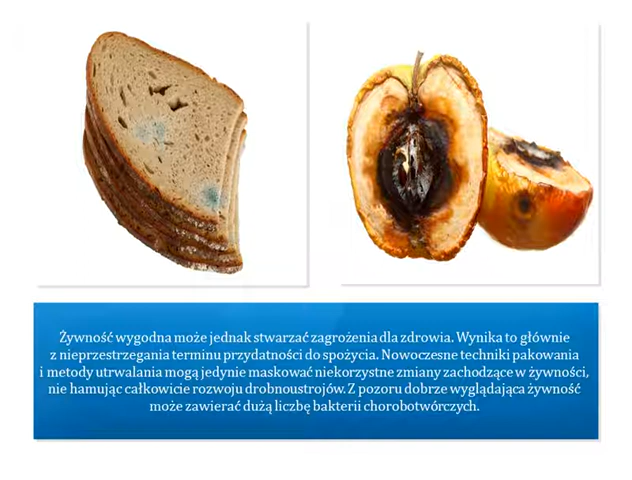 Żywność wygodna może jednak stwarzać zagrożenia dla zdrowia. Wynika to głównie
z nieprzestrzegania terminu przydatności do spożycia. Nowoczesne techniki pakowania
i metody utrwalania mogą jedynie maskować niekorzystne zmiany zachodzące w żywności,
nie hamując całkowicie rozwoju drobnoustrojów. Z pozoru dobrze wyglądająca żywność
może zawierać dużą liczbę bakterii chorobotwórczych.